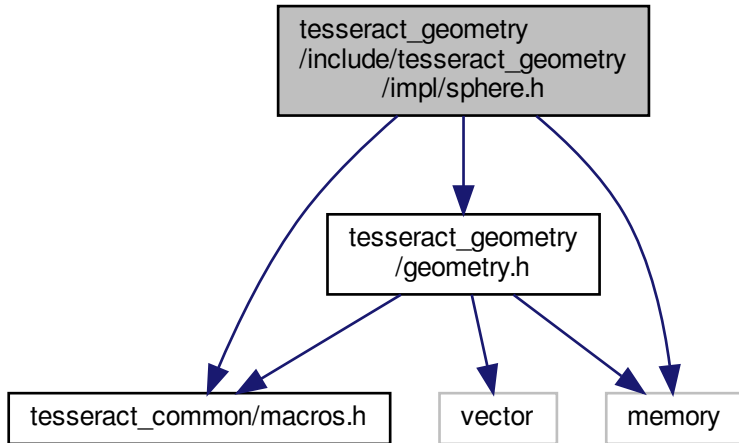 tesseract_geometry
/include/tesseract_geometry
/impl/sphere.h
tesseract_geometry
/geometry.h
tesseract_common/macros.h
vector
memory